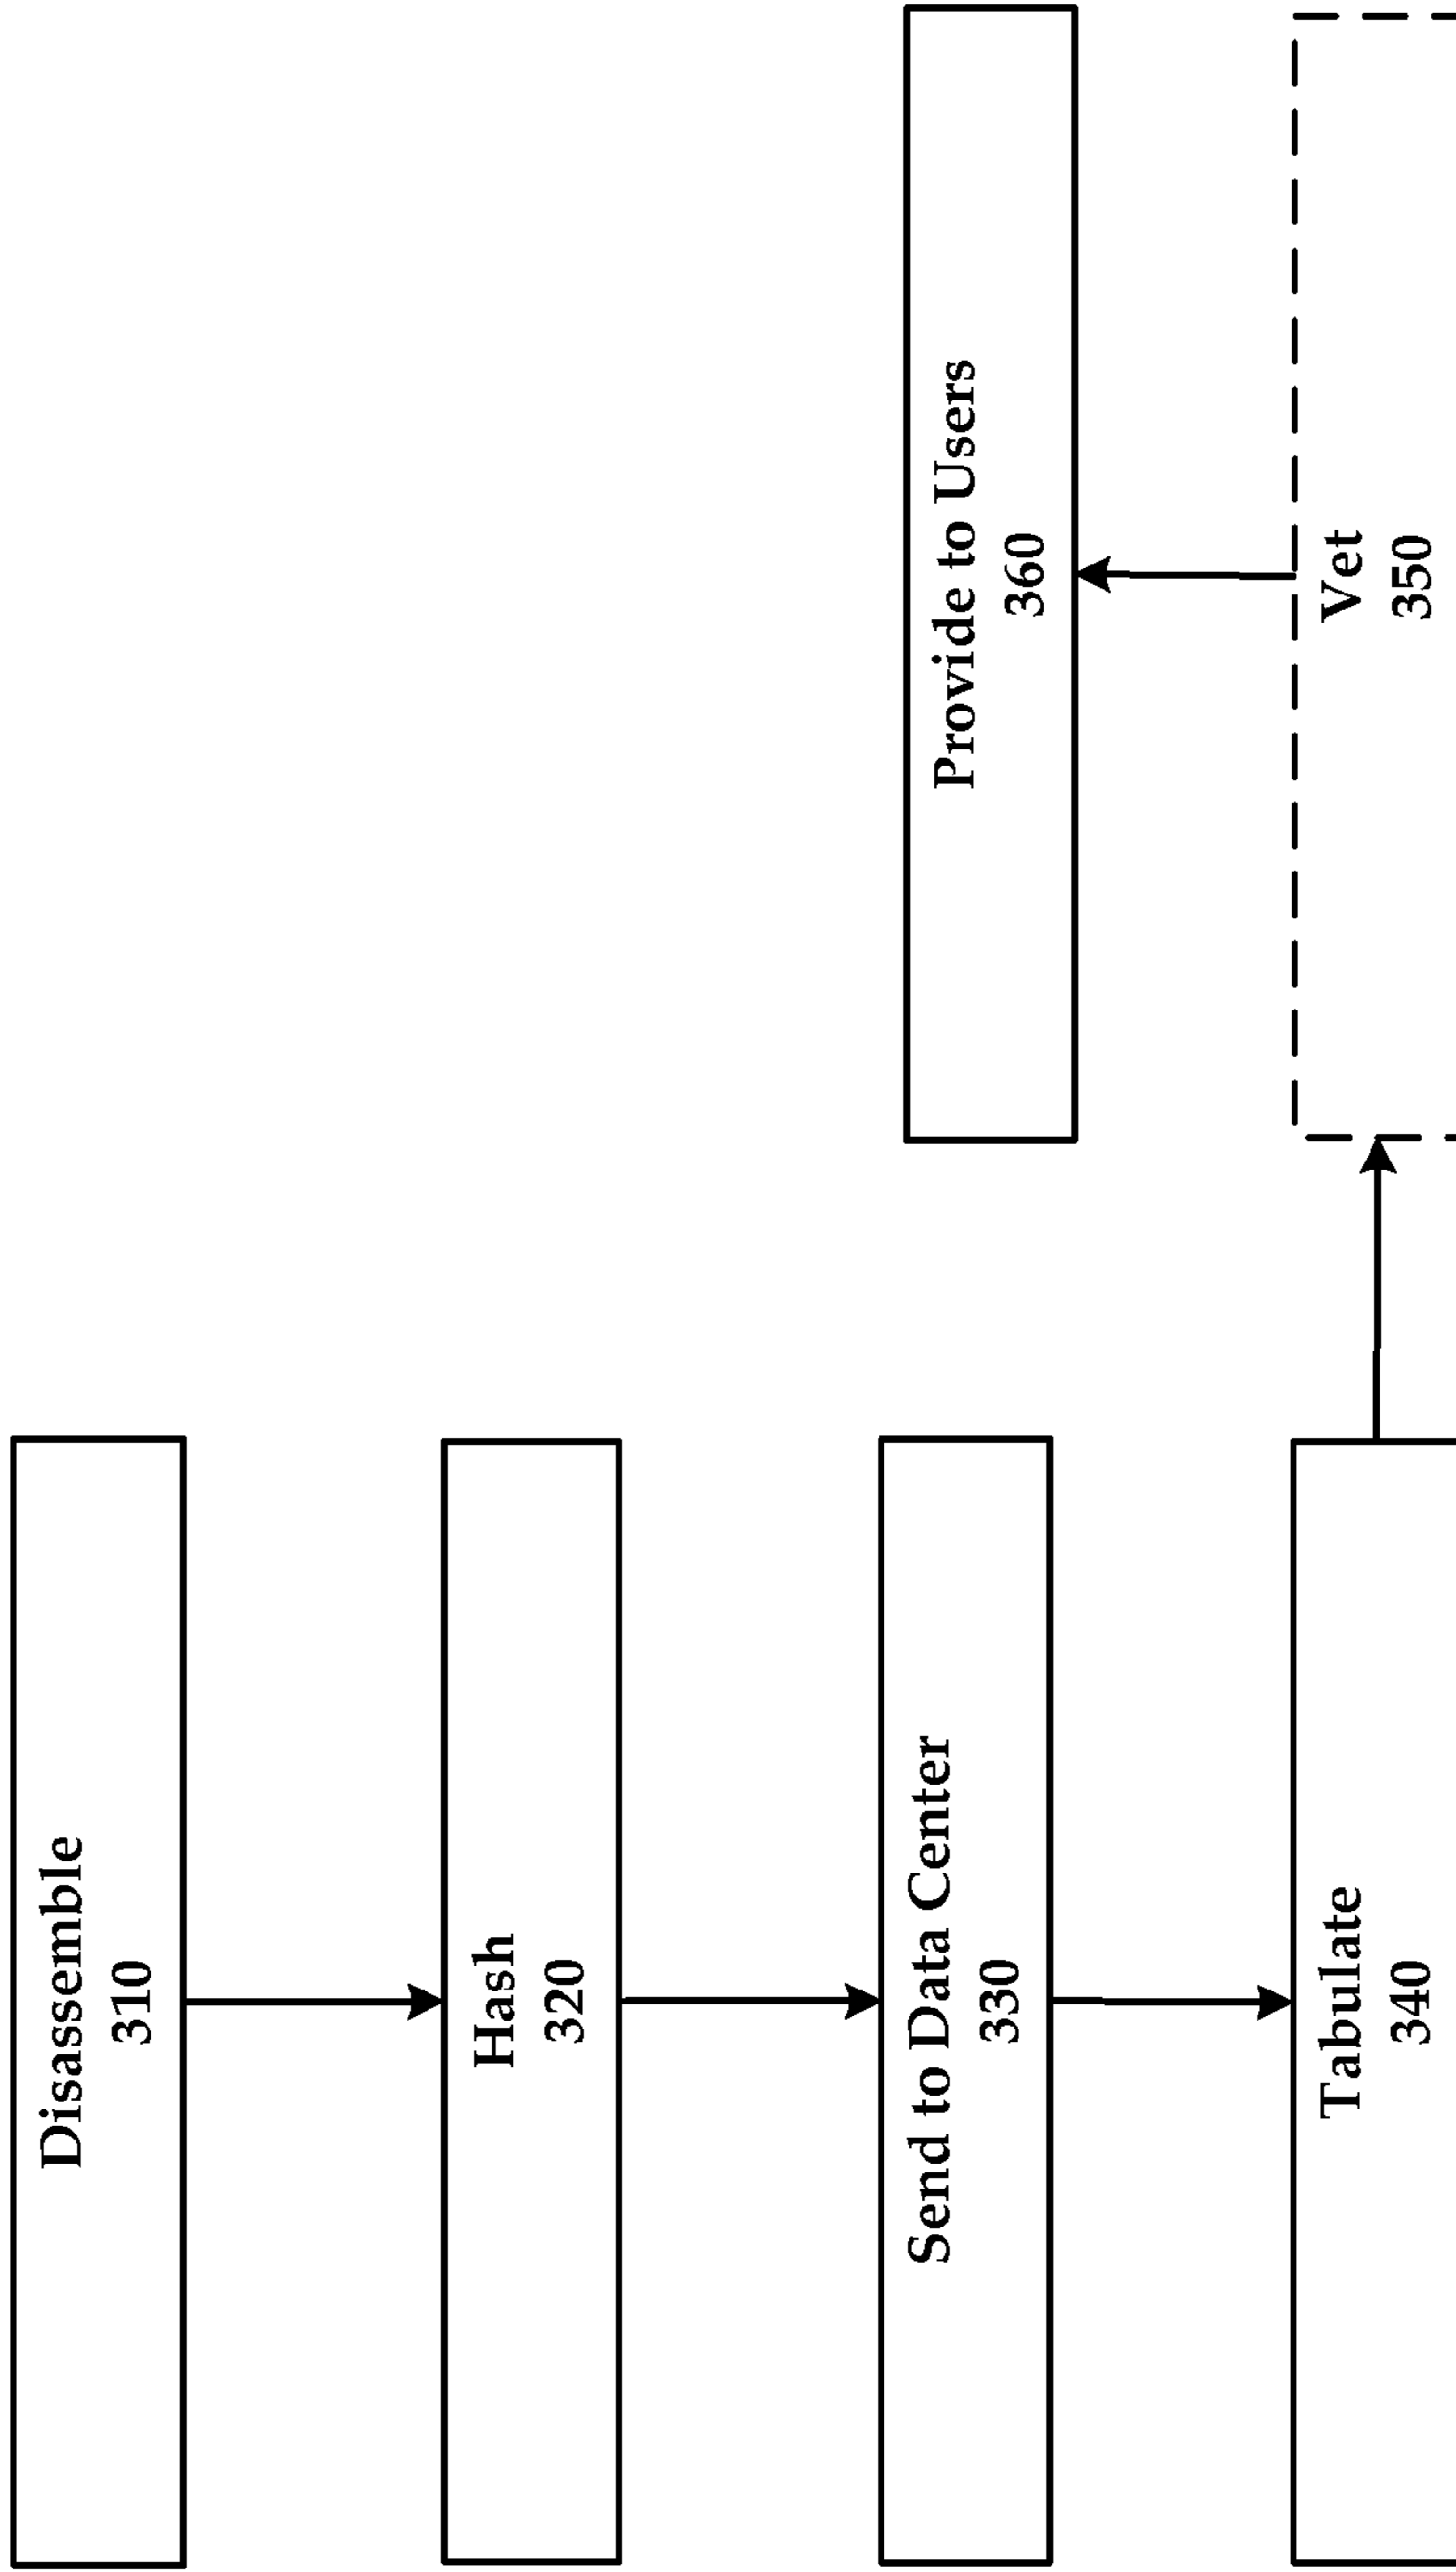 Disassemble
310
Hash
320
Send to Data Center
330
Tabulate
340
Vet
350
Provide to Users
360